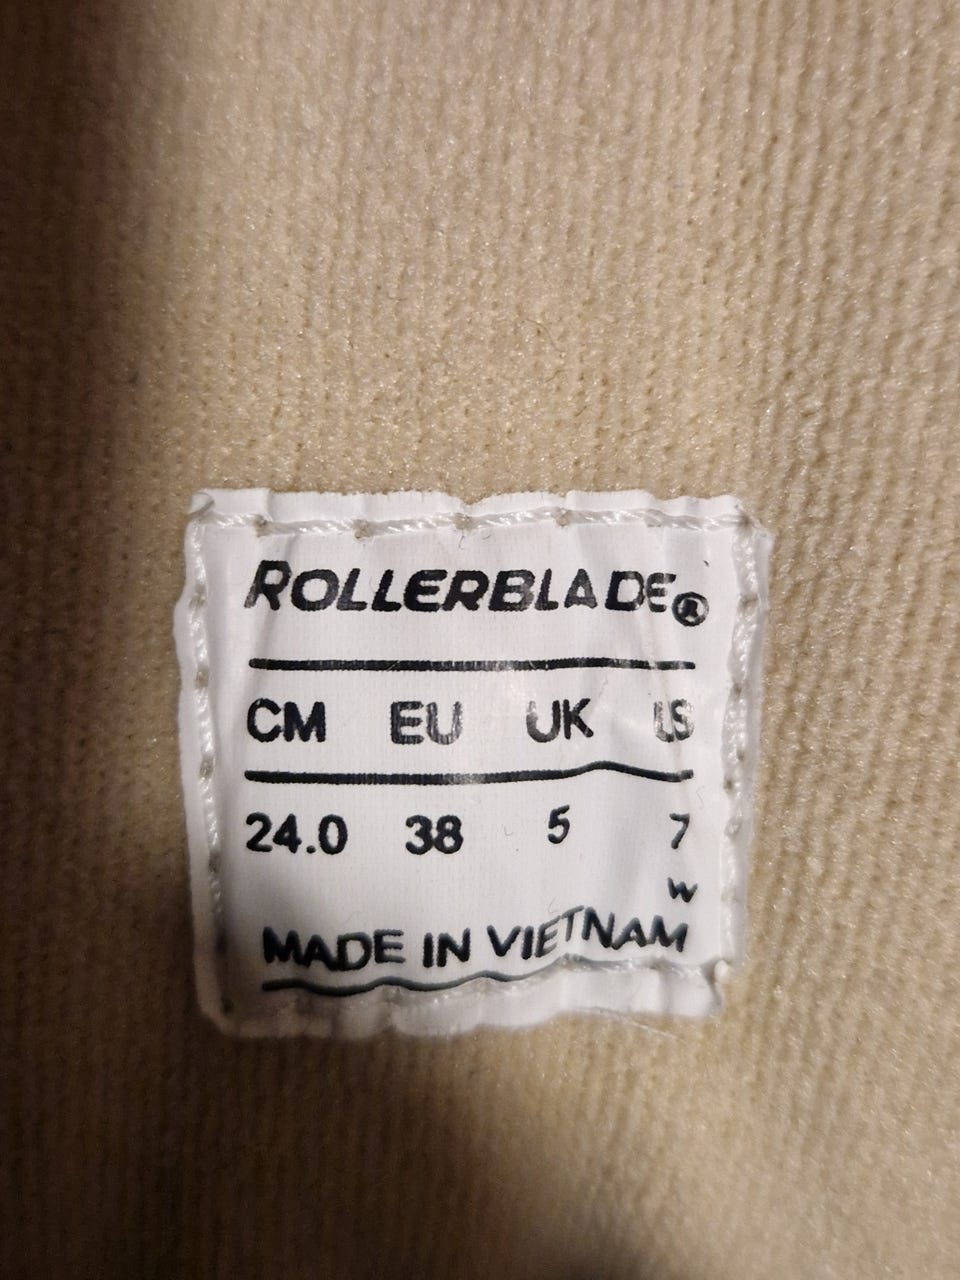 ROLLERBLADE®
CM EU UK US
24.0 38 5 7
W
MADE IN VIETNAM